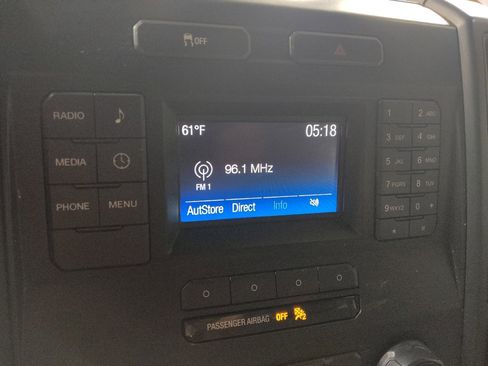 OFF
RADIO
MEDIA
PHONE MENU
61°F 05:18
96.1 MHz
FM 1
AutStore Direct Info
1 2 ABC
3 DEF 4 GHI
5 JKL 6 MNO
7 PQRS 8 TUV
9 WXYZ 0 +
* #
PASSENGER AIRBAG OFF 2